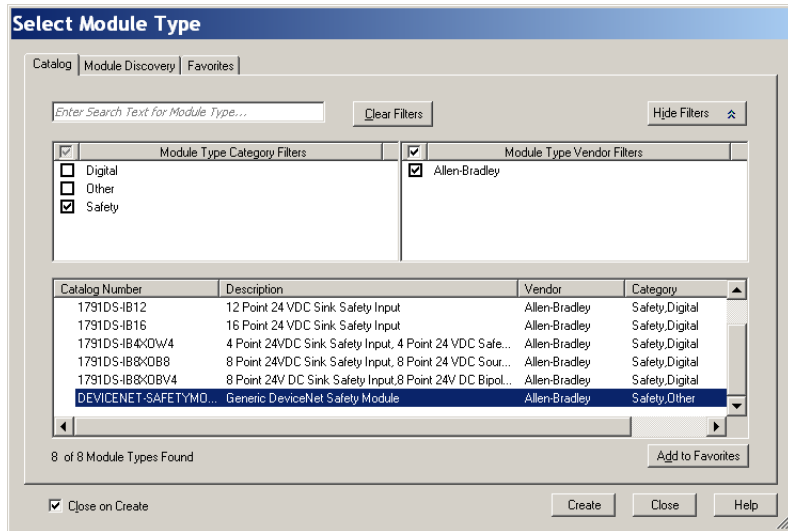 Select Module Type
Catalog Module Discovery Favorites
Enter Search Text for Module Type...
Clear Filters
Hide Filters
Module Type Category Filters
Module Type Vendor Filters
Digital
Other
Safety
Allen-Bradley
Catalog Number Description Vendor Category
1791DS-IB12 12 Point 24 VDC Sink Safety Input Allen-Bradley Safety,Digital
1791DS-IB16 16 Point 24 VDC Sink Safety Input Allen-Bradley Safety,Digital
1791DS-IB4XOW4 4 Point 24VDC Sink Safety Input, 4 Point 24 VDC Safe... Allen-Bradley Safety,Digital
1791DS-IB8XOB8 8 Point 24VDC Sink Safety Input, 8 Point 24 VDC Sour... Allen-Bradley Safety,Digital
1791DS-IB8XOBV4 8 Point 24V DC Sink Safety Input,8 Point 24V DC Bipol... Allen-Bradley Safety,Digital
DEVICENET-SAFETYMO... Generic DeviceNet Safety Module Allen-Bradley Safety,Other
8 of 8 Module Types Found
Add to Favorites
Close on Create
Create Close Help